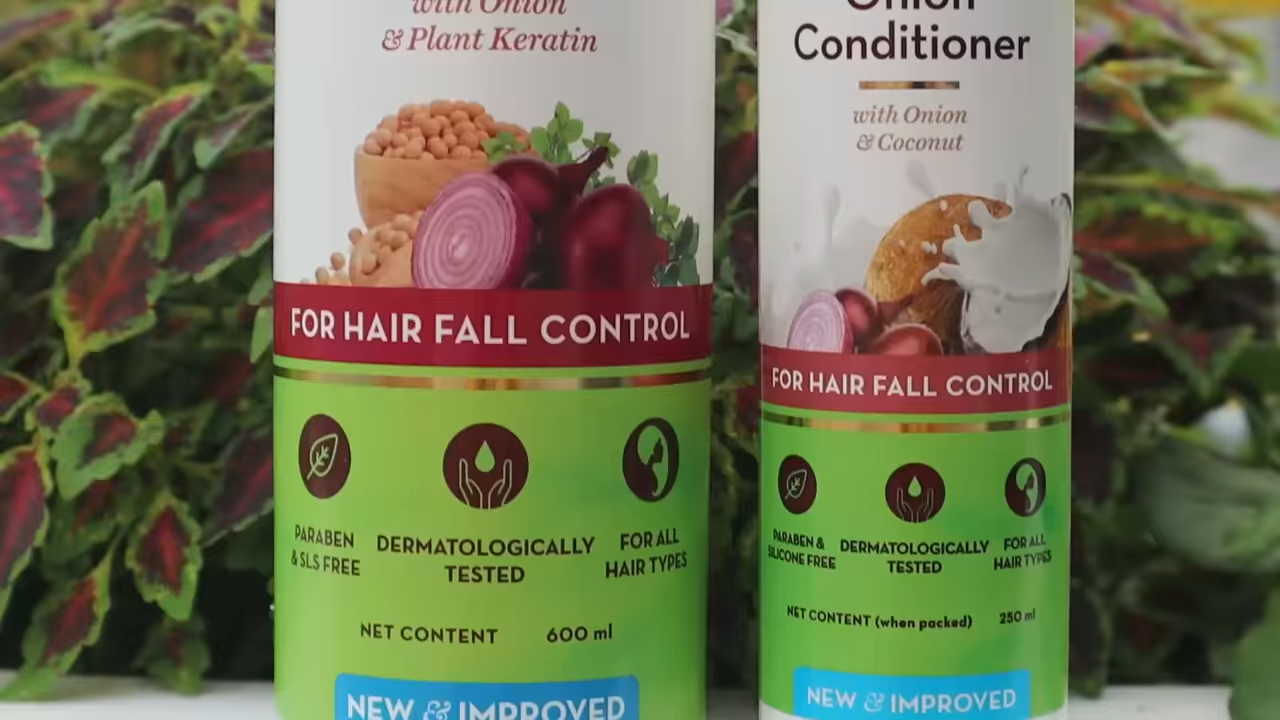 with Onion
& Plant Keratin
FOR HAIR FALL CONTROL
PARABEN
& SLS FREE
DERMATOLOGICALLY
TESTED
FOR ALL
HAIR TYPES
NET CONTENT 600 ml
NEW & IMPROVED
Onion
Conditioner
with Onion
& Coconut
FOR HAIR FALL CONTROL
PARABEN &
SILICONE FREE
DERMATOLOGICALLY
TESTED
FOR ALL
HAIR TYPES
NET CONTENT (when packed) 250 ml
NEW & IMPROVED